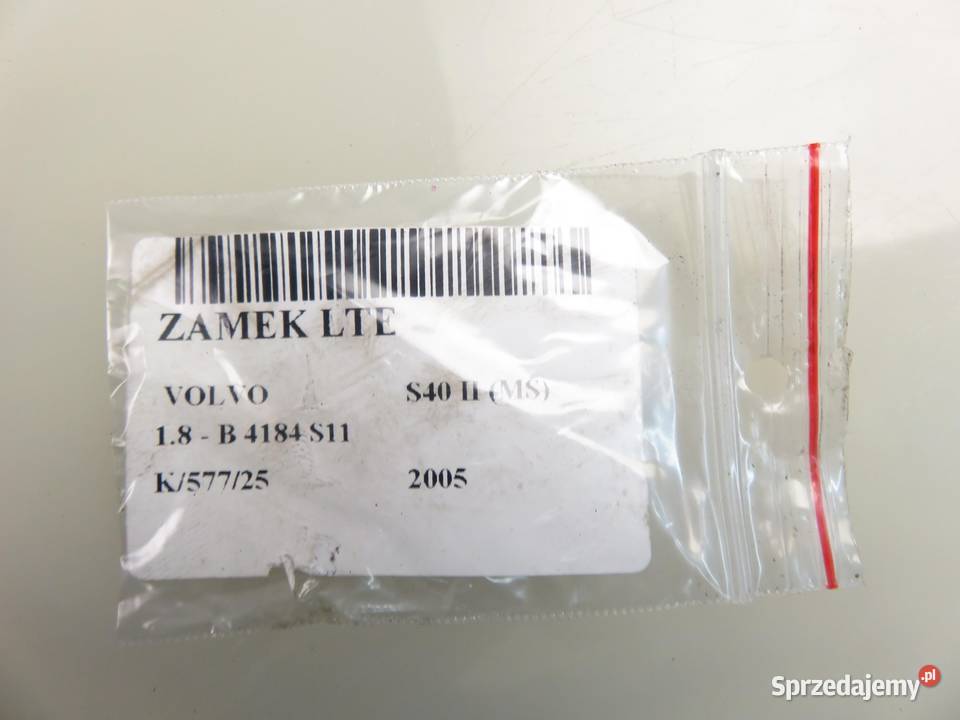 ZAMEK LTE
VOLVO S40 II (MS)
1.8 - B 4184 S11
K/577/25 2005
Sprzedajemy.pl